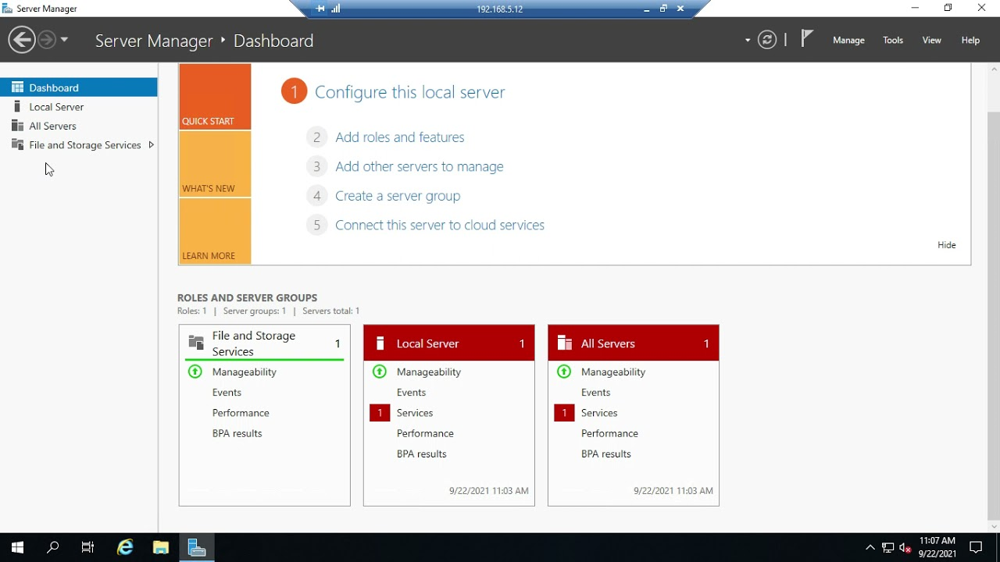 Server Manager
192.168.5.12
Server Manager ‣ Dashboard
Manage Tools View Help
Dashboard
Local Server
All Servers
File and Storage Services
QUICK START
WHAT'S NEW
LEARN MORE
1 Configure this local server
2 Add roles and features
3 Add other servers to manage
4 Create a server group
5 Connect this server to cloud services
Hide
ROLES AND SERVER GROUPS
Roles: 1 | Server groups: 1 | Servers total: 1
File and Storage
Services 1
Manageability
Events
Performance
BPA results
Local Server 1
Manageability
Events
1 Services
Performance
BPA results
9/22/2021 11:03 AM
All Servers 1
Manageability
Events
1 Services
Performance
BPA results
9/22/2021 11:03 AM
11:07 AM
9/22/2021